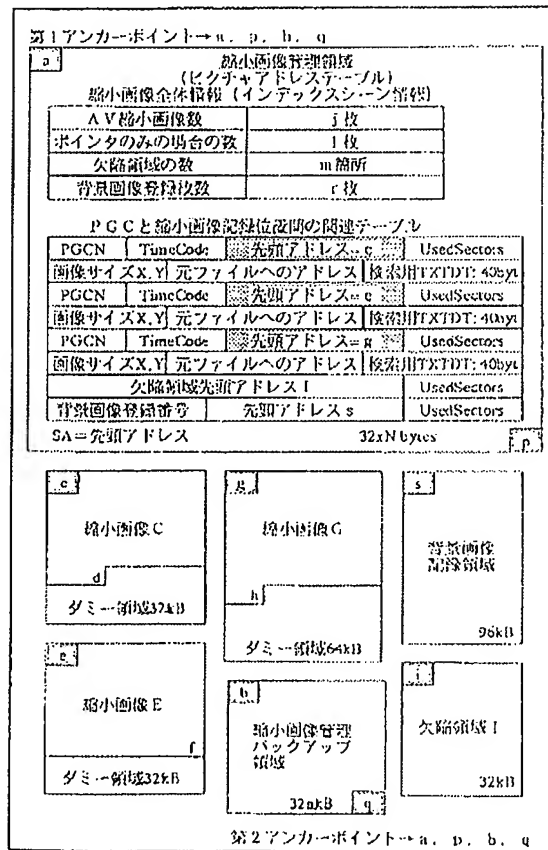 第1アンカーポイント→a, p, b, q
a
縮小画像管理領域
(ピクチャアドレステーブル)
縮小画像全体情報 (インデックスシーン情報)
AV縮小画像数 j枚
ポインタのみの場合の数 l枚
欠陥領域の数 m箇所
背景画像登録枚数 r枚
PGCと縮小画像記録位置間の関連テーブル
PGCN TimeCode 先頭アドレス=c UsedSectors
画像サイズX,Y 元ファイルへのアドレス 検索用TXTDT: 40byt
PGCN TimeCode 先頭アドレス=e UsedSectors
画像サイズX,Y 元ファイルへのアドレス 検索用TXTDT: 40byt
PGCN TimeCode 先頭アドレス=g UsedSectors
画像サイズX,Y 元ファイルへのアドレス 検索用TXTDT: 40byt
欠陥領域先頭アドレス UsedSectors
背景画像登録番号 先頭アドレス s UsedSectors
SA=先頭アドレス 32xN bytes p
c
縮小画像C
d
ダミー領域32kB
g
縮小画像G
h
ダミー領域64kB
s
背景画像
記録領域
96kB
e
縮小画像E
f
ダミー領域32kB
b
縮小画像管理
バックアップ
領域
32nkB q
i
欠陥領域I
32kB
第2アンカーポイント→a, p, b, q